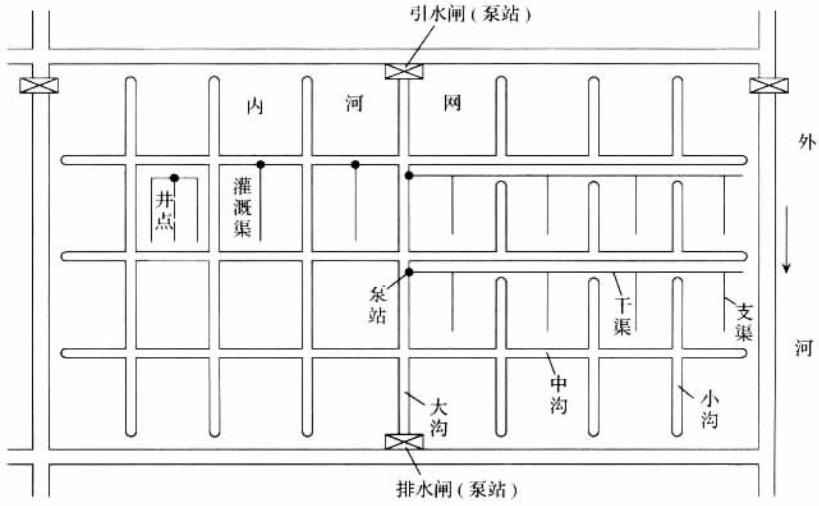 引水闸(泵站)
内 河 网
外
井点
灌溉渠
泵站
干渠
支渠
河
中沟
大沟
小沟
排水闸(泵站)